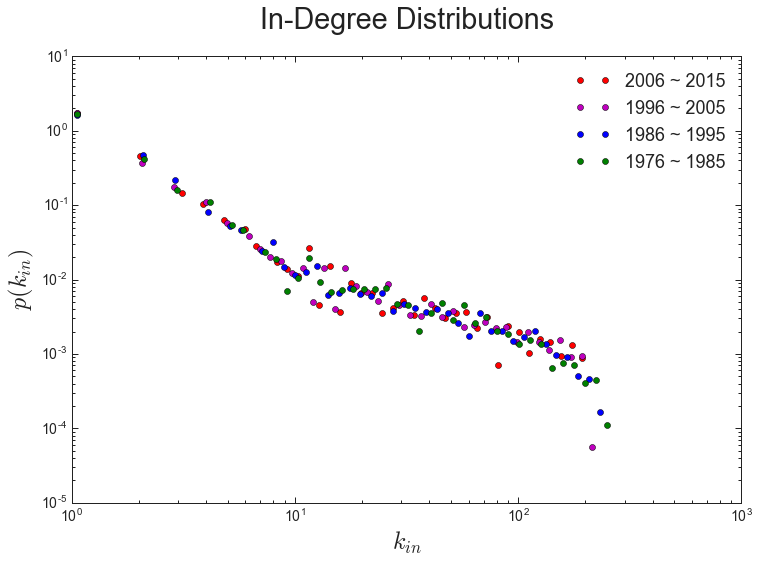 In-Degree Distributions
10^1
10^0
10^-1
10^-2
10^-3
10^-4
10^-5
p(k_in)
2006 ~ 2015
1996 ~ 2005
1986 ~ 1995
1976 ~ 1985
10^0 10^1 10^2 10^3
k_in